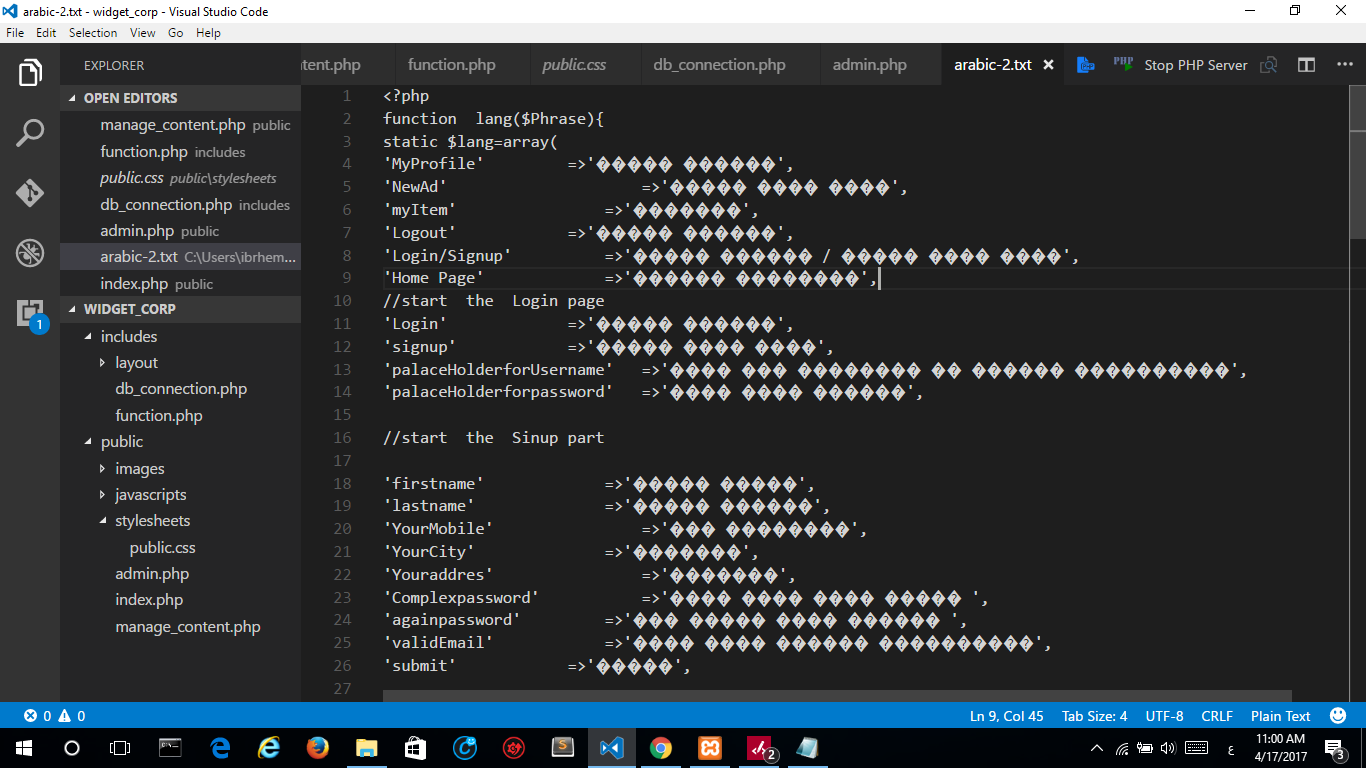 arabic-2.txt - widget_corp - Visual Studio Code
File Edit Selection View Go Help
EXPLORER
OPEN EDITORS
manage_content.php public
function.php includes
public.css public\stylesheets
db_connection.php includes
admin.php public
arabic-2.txt C:\Users\ibrhem...
index.php public
WIDGET_CORP
includes
layout
db_connection.php
function.php
public
images
javascripts
stylesheets
public.css
admin.php
index.php
manage_content.php
1
tent.php function.php public.css db_connection.php admin.php arabic-2.txt × PHP Stop PHP Server ...
1 <?php
2 function  lang($Phrase){
3 static $lang=array(
4 'MyProfile' =>'����� ������',
5 'NewAd' =>'����� ���� ����',
6 'myItem' =>'��������',
7 'Logout' =>'����� ������',
8 'Login/Signup' =>'����� ������ / ����� ���� ����',
9 'Home Page' =>'������ ��������',
10 //start  the  Login page
11 'Login' =>'����� ������',
12 'signup' =>'����� ���� ����',
13 'palaceHolderforUsername' =>'���� ��� �������� �� ������ ����������',
14 'palaceHolderforpassword' =>'���� ���� ������',
15
16 //start  the  Sinup part
17
18 'firstname' =>'����� �����',
19 'lastname' =>'����� ������',
20 'YourMobile' =>'��� ��������',
21 'YourCity' =>'��������',
22 'Youraddres' =>'�������',
23 'Complexpassword' =>'���� ���� ���� ����� ',
24 'againpassword' =>'��� ����� ���� ������ ',
25 'validEmail' =>'���� ���� ������ ����������',
26 'submit' =>'�����',
27
0 0 Ln 9, Col 45 Tab Size: 4 UTF-8 CRLF Plain Text
2 ع 11:00 AM
4/17/2017 3